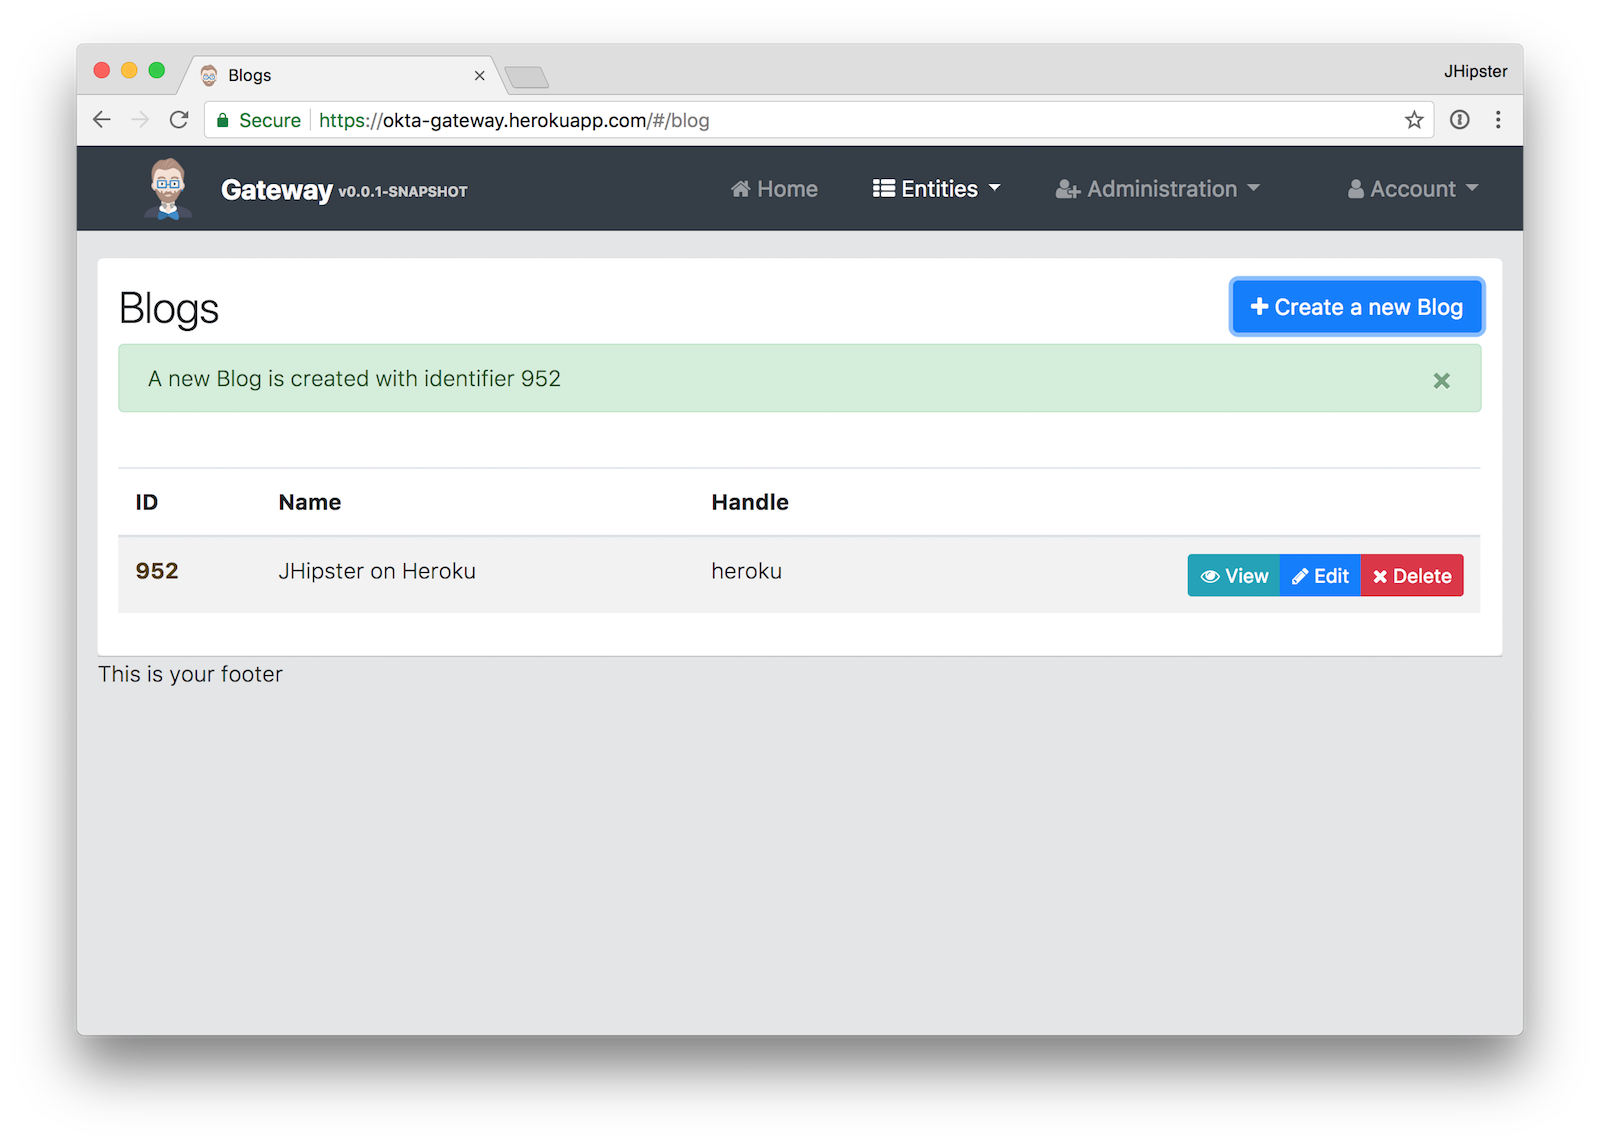 Blogs
JHipster
Secure https://okta-gateway.herokuapp.com/#/blog
Gateway v0.0.1-SNAPSHOT Home Entities Administration Account
Blogs
Create a new Blog
A new Blog is created with identifier 952
ID Name Handle
952 JHipster on Heroku heroku View Edit Delete
This is your footer